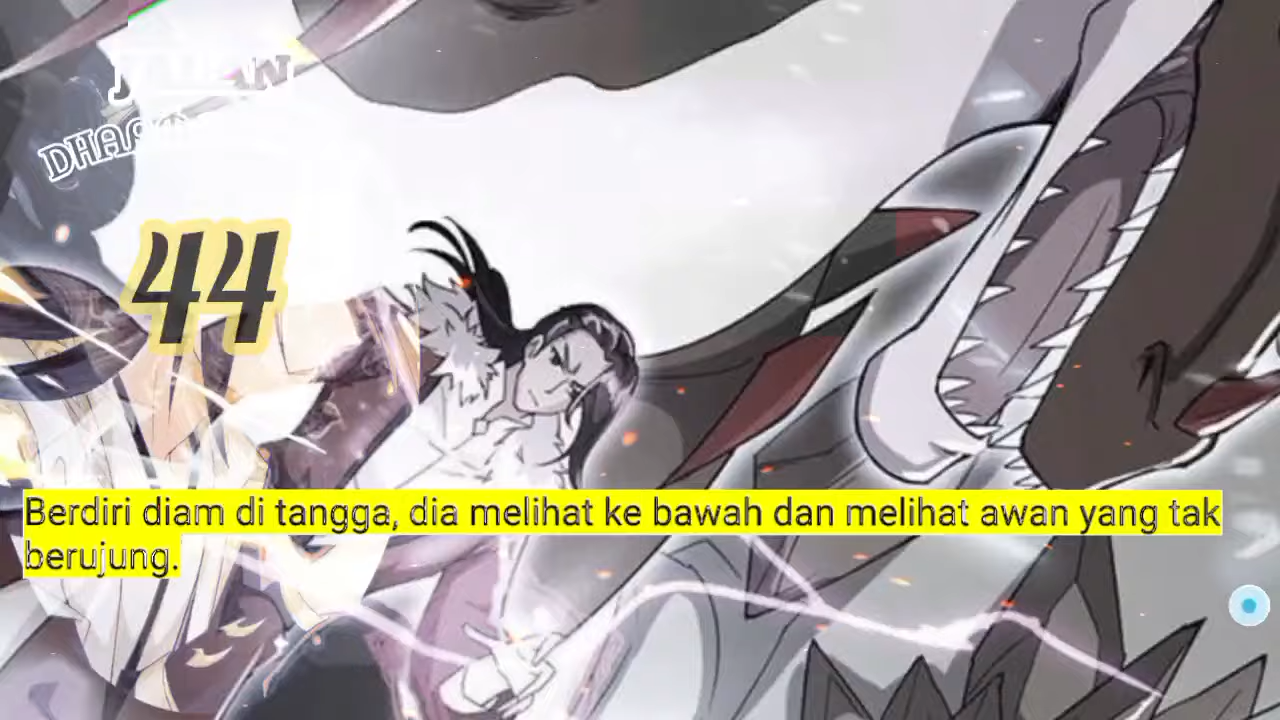 44
Berdiri diam di tangga, dia melihat ke bawah dan melihat awan yang tak
berujung.